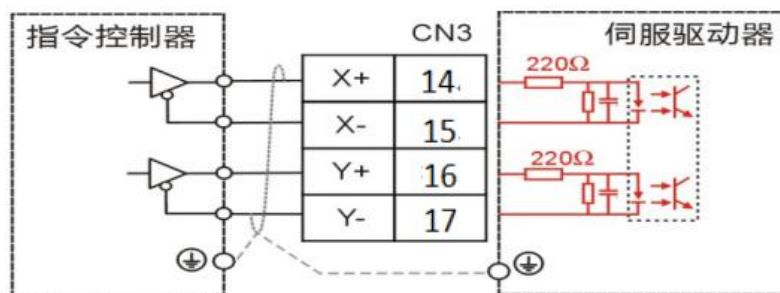 指令控制器
CN3
伺服驱动器
X+ 14.
220Ω
X- 15
Y+ 16
220Ω
Y- 17